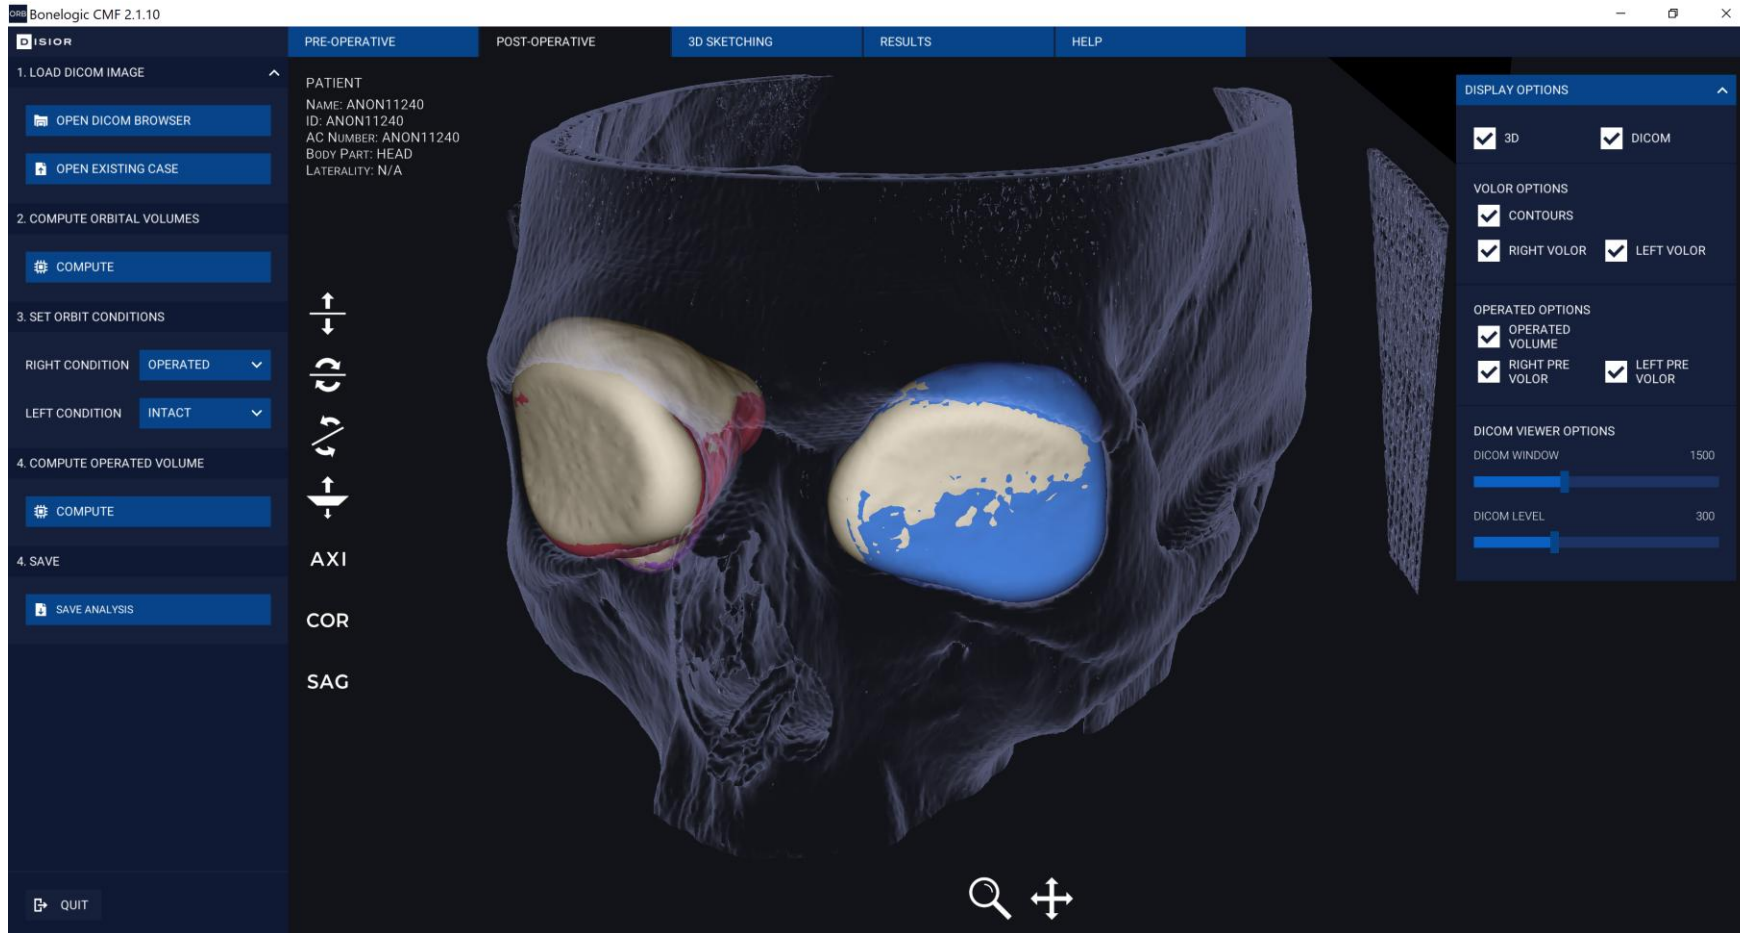 ORB Bonelogic CMF 2.1.10
DISIOR
PRE-OPERATIVE
POST-OPERATIVE
3D SKETCHING
RESULTS
HELP
1. LOAD DICOM IMAGE
OPEN DICOM BROWSER
OPEN EXISTING CASE
2. COMPUTE ORBITAL VOLUMES
COMPUTE
3. SET ORBIT CONDITIONS
RIGHT CONDITION OPERATED
LEFT CONDITION INTACT
4. COMPUTE OPERATED VOLUME
COMPUTE
4. SAVE
SAVE ANALYSIS
QUIT
PATIENT
NAME: ANON11240
ID: ANON11240
AC NUMBER: ANON11240
BODY PART: HEAD
LATERALITY: N/A
AXI
COR
SAG
DISPLAY OPTIONS
3D DICOM
VOLOR OPTIONS
CONTOURS
RIGHT VOLOR LEFT VOLOR
OPERATED OPTIONS
OPERATED
VOLUME
RIGHT PRE
VOLOR
LEFT PRE
VOLOR
DICOM VIEWER OPTIONS
DICOM WINDOW 1500
DICOM LEVEL 300